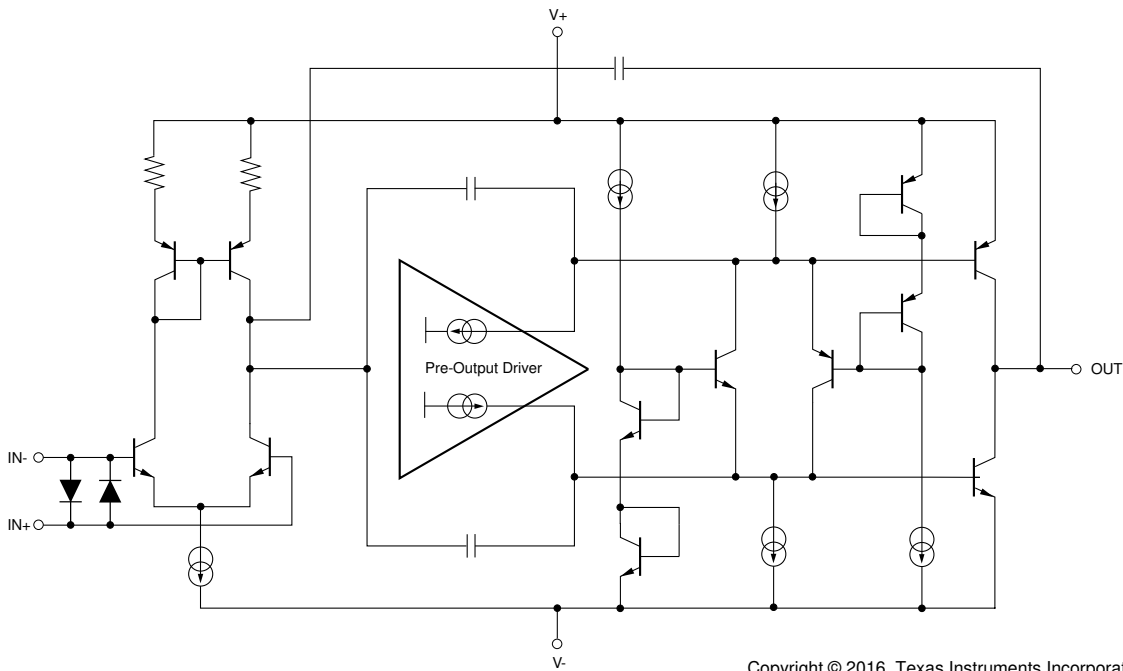 V+
Pre-Output Driver
OUT
IN-
IN+
V-
Copyright © 2016, Texas Instruments Incorporat